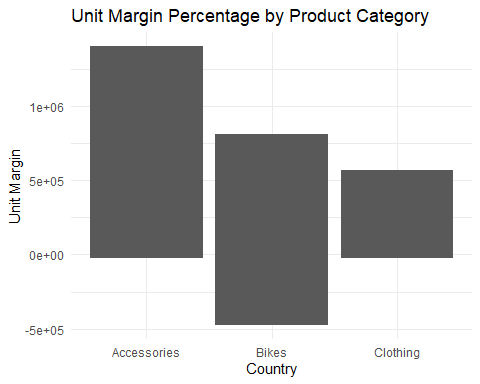 Unit Margin Percentage by Product Category
Unit Margin
1e+06
5e+05
0e+00
-5e+05
Accessories
Bikes
Clothing
Country